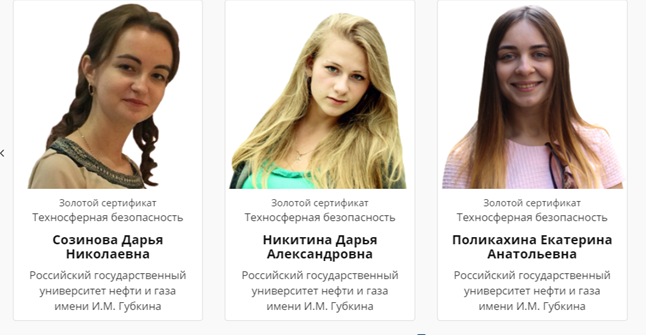 Золотой сертификат
Техносферная безопасность
Созинова Дарья
Николаевна
Российский государственный
университет нефти и газа
имени И.М. Губкина
Золотой сертификат
Техносферная безопасность
Никитина Дарья
Александровна
Российский государственный
университет нефти и газа
имени И.М. Губкина
Золотой сертификат
Техносферная безопасность
Поликахина Екатерина
Анатольевна
Российский государственный
университет нефти и газа
имени И.М. Губкина